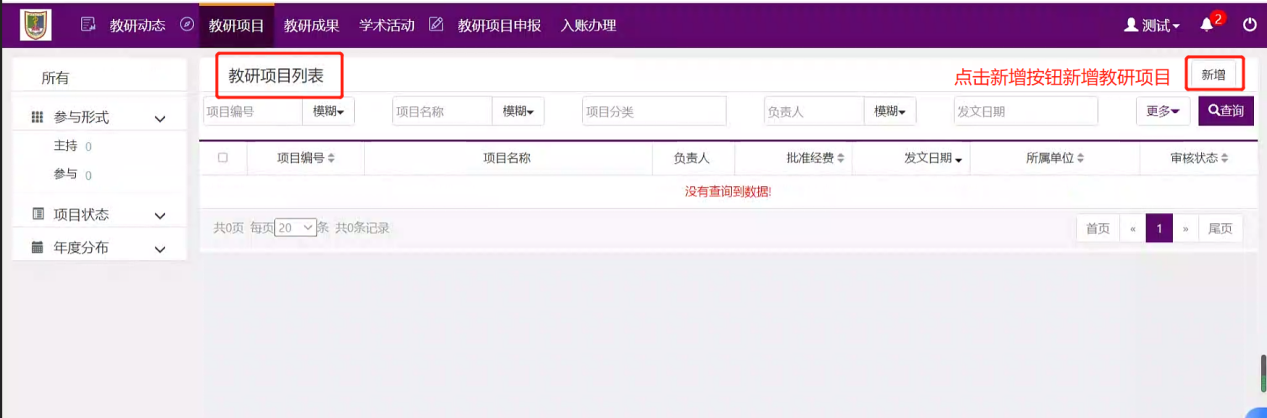 教研动态 教研项目 教研成果 学术活动 教研项目申报 入账办理 测试 2
所有
教研项目列表 点击新增按钮新增教研项目 新增
参与形式
项目编号 模糊 项目名称 模糊 项目分类 负责人 模糊 发文日期 更多 查询
主持 0
参与 0
项目状态
年度分布
项目编号 项目名称 负责人 批准经费 发文日期 所属单位 审核状态
没有查询到数据!
共0页 每页 20 条 共0条记录 首页 « 1 » 尾页